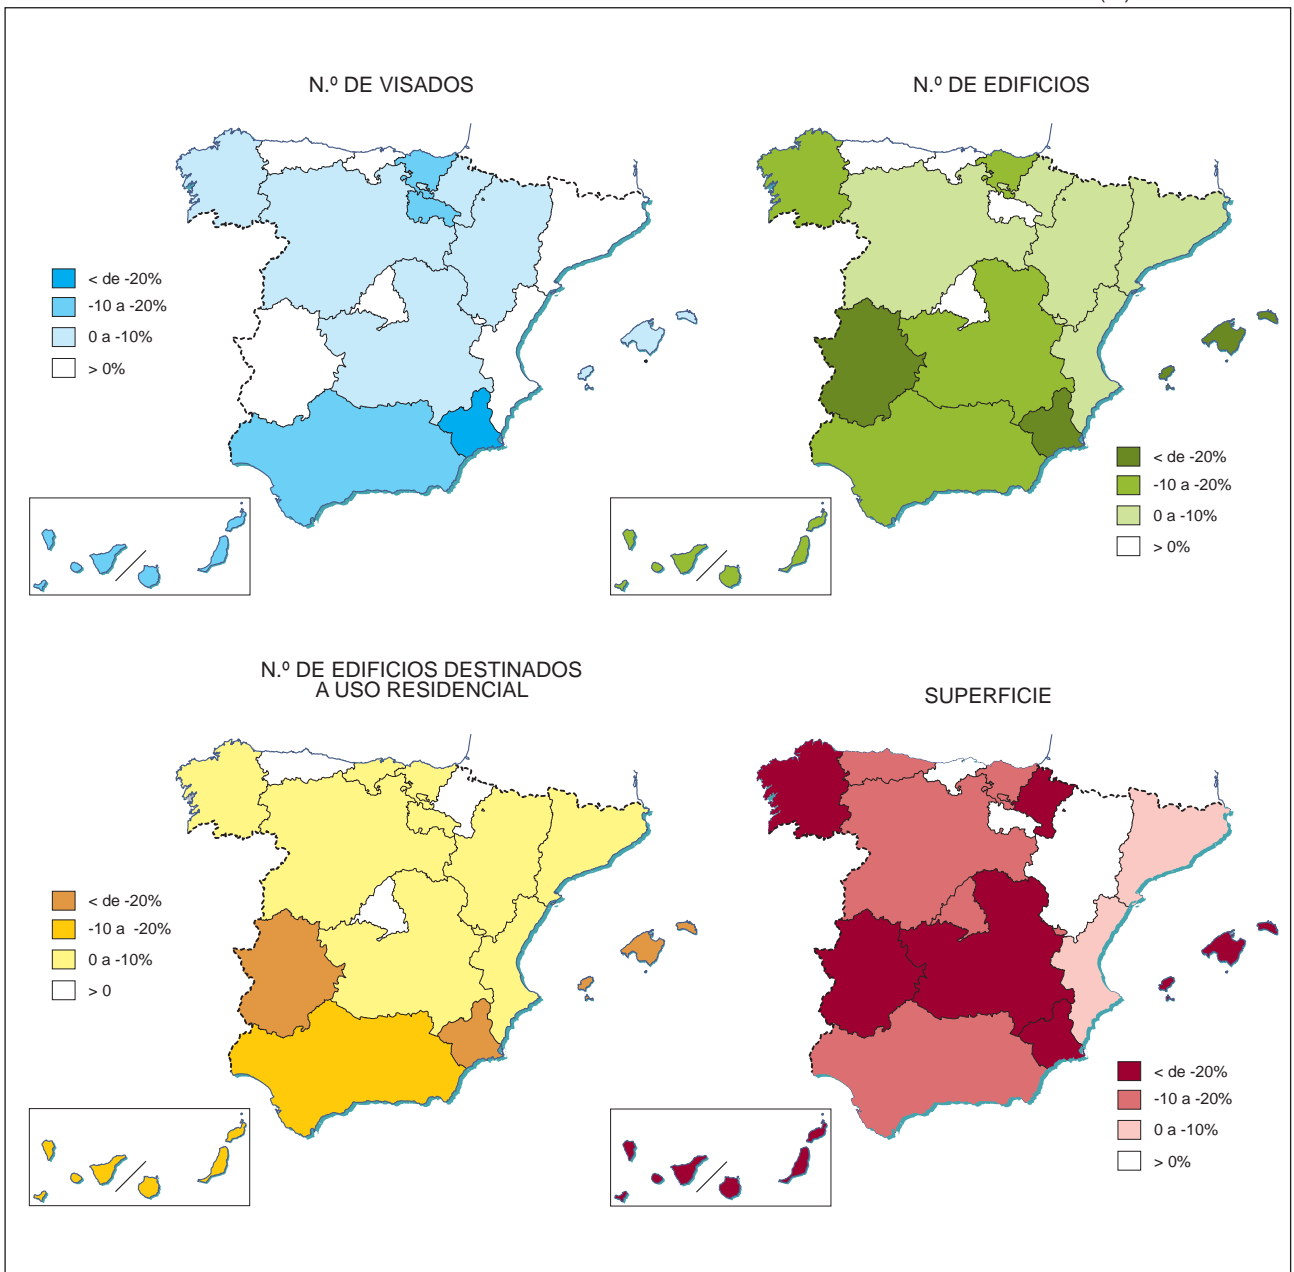 N.º DE VISADOS
< de -20%
-10 a -20%
0 a -10%
> 0%
N.º DE EDIFICIOS
< de -20%
-10 a -20%
0 a -10%
> 0%
N.º DE EDIFICIOS DESTINADOS
A USO RESIDENCIAL
< de -20%
-10 a -20%
0 a -10%
> 0
SUPERFICIE
< de -20%
-10 a -20%
0 a -10%
> 0%